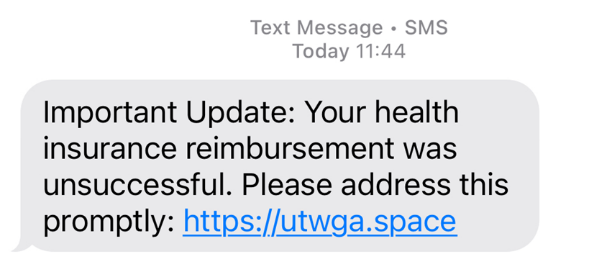 Text Message • SMS
Today 11:44
Important Update: Your health
insurance reimbursement was
unsuccessful. Please address this
promptly: https://utwga.space